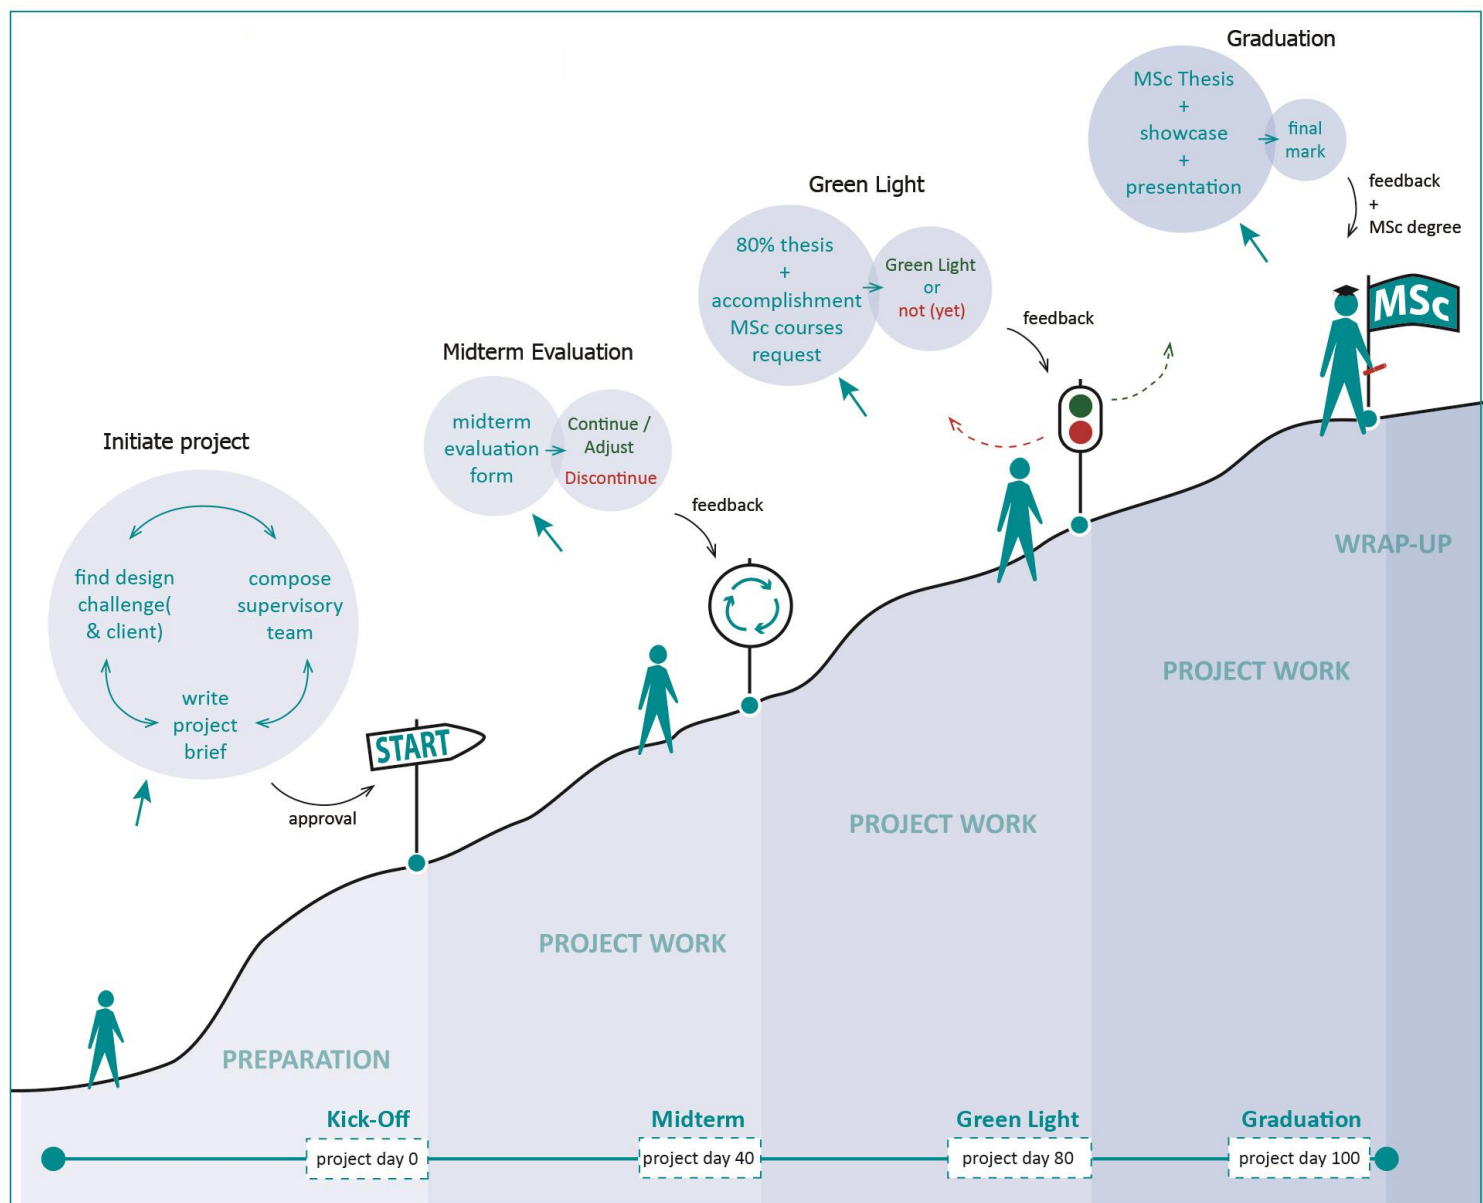 Graduation
MSc Thesis
+
showcase
+
presentation
final
mark
feedback
+
MSc degree
MSc
Green Light
80% thesis
+
accomplishment
MSc courses
request
Green Light
or
not (yet)
feedback
Midterm Evaluation
midterm
evaluation
form
Continue /
Adjust
Discontinue
feedback
Initiate project
find design
challenge(
& client)
compose
supervisory
team
write
project
brief
approval
START
WRAP-UP
PROJECT WORK
PROJECT WORK
PROJECT WORK
PREPARATION
Kick-Off
project day 0
Midterm
project day 40
Green Light
project day 80
Graduation
project day 100